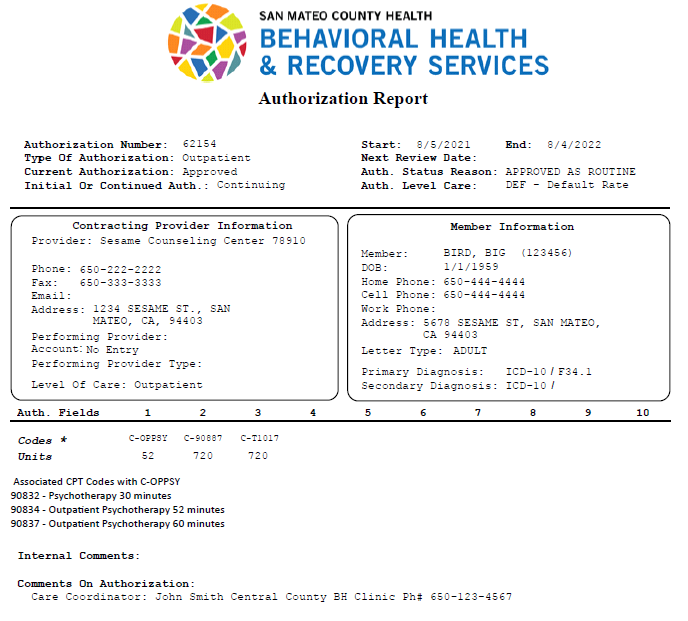 SAN MATEO COUNTY HEALTH
BEHAVIORAL HEALTH
& RECOVERY SERVICES
Authorization Report
Authorization Number: 62154
Type Of Authorization: Outpatient
Current Authorization: Approved
Initial Or Continued Auth.: Continuing
Start: 8/5/2021 End: 8/4/2022
Next Review Date:
Auth. Status Reason: APPROVED AS ROUTINE
Auth. Level Care: DEF - Default Rate
Contracting Provider Information
Provider: Sesame Counseling Center 78910
Phone: 650-222-2222
Fax: 650-333-3333
Email:
Address: 1234 SESAME ST., SAN
MATEO, CA, 94403
Performing Provider:
Account: No Entry
Performing Provider Type:
Level Of Care: Outpatient
Member Information
Member: BIRD, BIG (123456)
DOB: 1/1/1959
Home Phone: 650-444-4444
Cell Phone: 650-444-4444
Work Phone:
Address: 5678 SESAME ST, SAN MATEO,
CA 94403
Letter Type: ADULT
Primary Diagnosis: ICD-10 / F34.1
Secondary Diagnosis: ICD-10 /
Auth. Fields 1 2 3 4 5 6 7 8 9 10
Codes * C-OPPSY C-90887 C-T1017
Units 52 720 720
Associated CPT Codes with C-OPPSY
90832 - Psychotherapy 30 minutes
90834 - Outpatient Psychotherapy 52 minutes
90837 - Outpatient Psychotherapy 60 minutes
Internal Comments:
Comments On Authorization:
Care Coordinator: John Smith Central County BH Clinic Ph# 650-123-4567